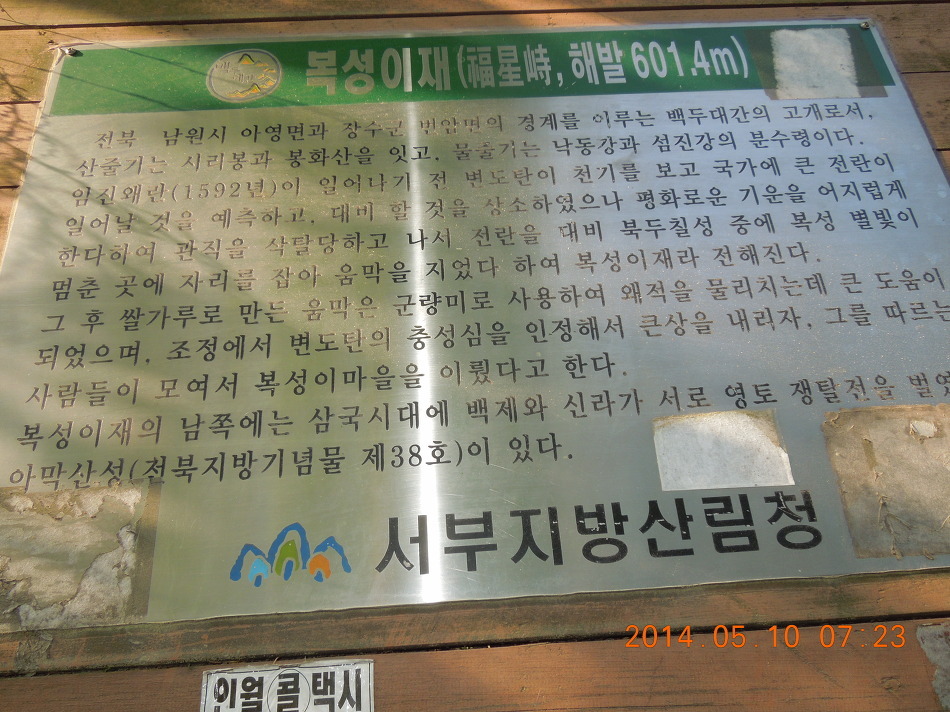 복성이재(福星峙, 해발 601.4m)
전북 남원시 아영면과 장수군 번암면의 경계를 이루는 백두대간의 고개로서,
산줄기는 시리봉과 봉화산을 잇고, 물줄기는 낙동강과 섬진강의 분수령이다.
임진왜란(1592년)이 일어나기 전 변도탄이 천기를 보고 국가에 큰 전란이
일어날 것을 예측하고, 대비 할 것을 상소하였으나 평화로운 기운을 어지럽게
한다하여 관직을 삭탈당하고 나서 전란을 대비 북두칠성 중에 복성 별빛이
멈춘 곳에 자리를 잡아 움막을 지었다 하여 복성이재라 전해진다.
그 후 쌀가루로 만든 움막은 군량미로 사용하여 왜적을 물리치는데 큰 도움이
되었으며, 조정에서 변도탄의 충성심을 인정해서 큰상을 내리자, 그를 따르는
사람들이 모여서 복성이마을을 이뤘다고 한다.
복성이재의 남쪽에는 삼국시대에 백제와 신라가 서로 영토 쟁탈전을 벌였
아막산성(전북지방기념물 제38호)이 있다.
서부지방산림청
2014.05.10 07:23
인월 콜 택시